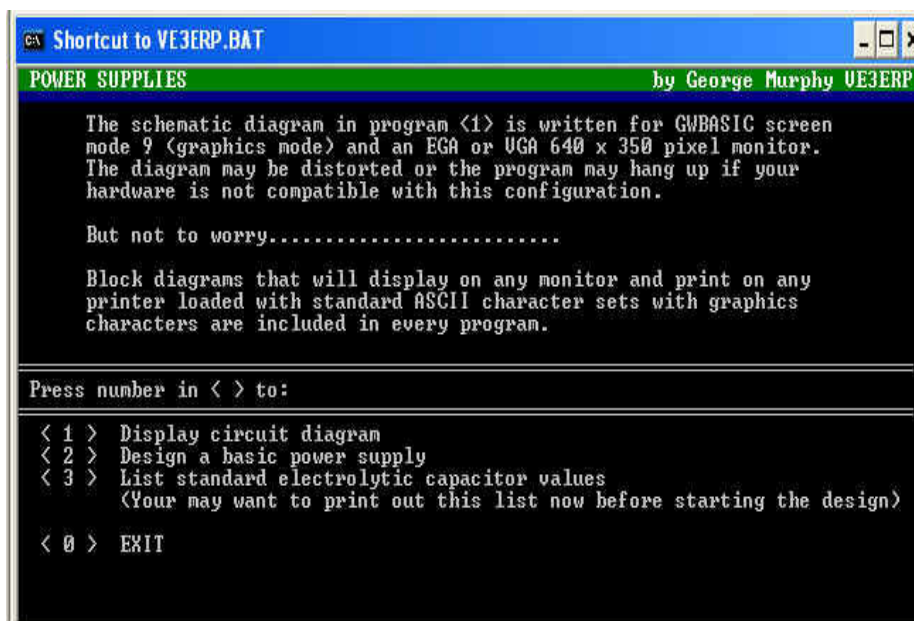 Shortcut to VE3ERP.BAT
POWER SUPPLIES by George Murphy VE3ERP
The schematic diagram in program <1> is written for GWBASIC screen
mode 9 (graphics mode) and an EGA or VGA 640 x 350 pixel monitor.
The diagram may be distorted or the program may hang up if your
hardware is not compatible with this configuration.
But not to worry..........................
Block diagrams that will display on any monitor and print on any
printer loaded with standard ASCII character sets with graphics
characters are included in every program.
Press number in < > to:
< 1 > Display circuit diagram
< 2 > Design a basic power supply
< 3 > List standard electrolytic capacitor values
(Your may want to print out this list now before starting the design)
< 0 > EXIT